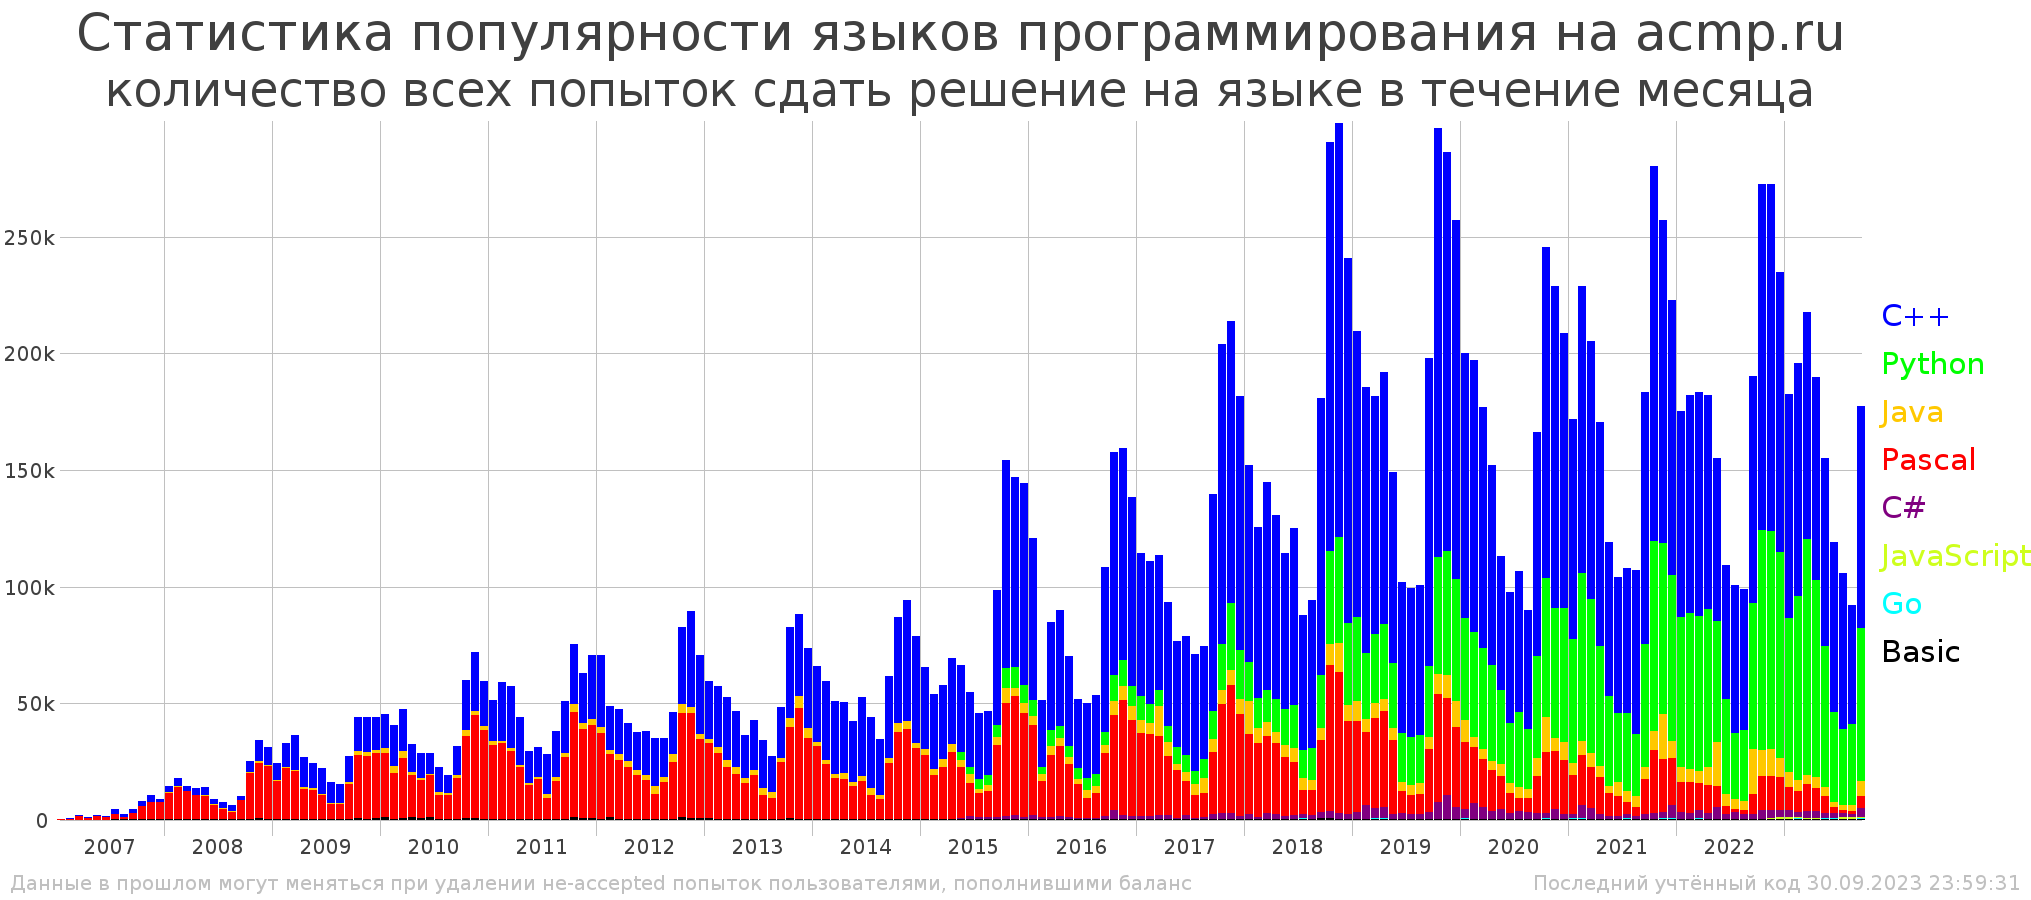 Статистика популярности языков программирования на acmp.ru
количество всех попыток сдать решение на языке в течение месяца
250k
200k
150k
100k
50k
0
C++
Python
Java
Pascal
C#
JavaScript
Go
Basic
2007 2008 2009 2010 2011 2012 2013 2014 2015 2016 2017 2018 2019 2020 2021 2022
Данные в прошлом могут меняться при удалении не-accepted попыток пользователями, пополнившими баланс
Последний учтённый код 30.09.2023 23:59:31